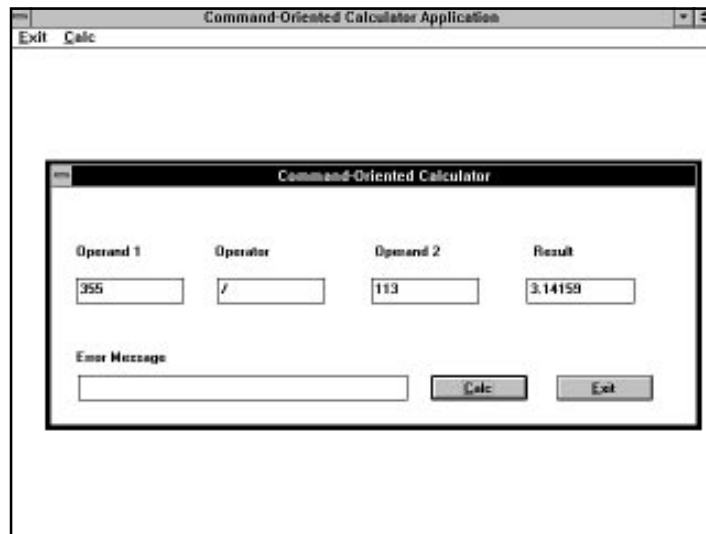 Command-Oriented Calculator Application
Exit Calc
Command-Oriented Calculator
Operand 1 Operator Operand 2 Result
355 / 113 3.14159
Error Message
Calc Exit